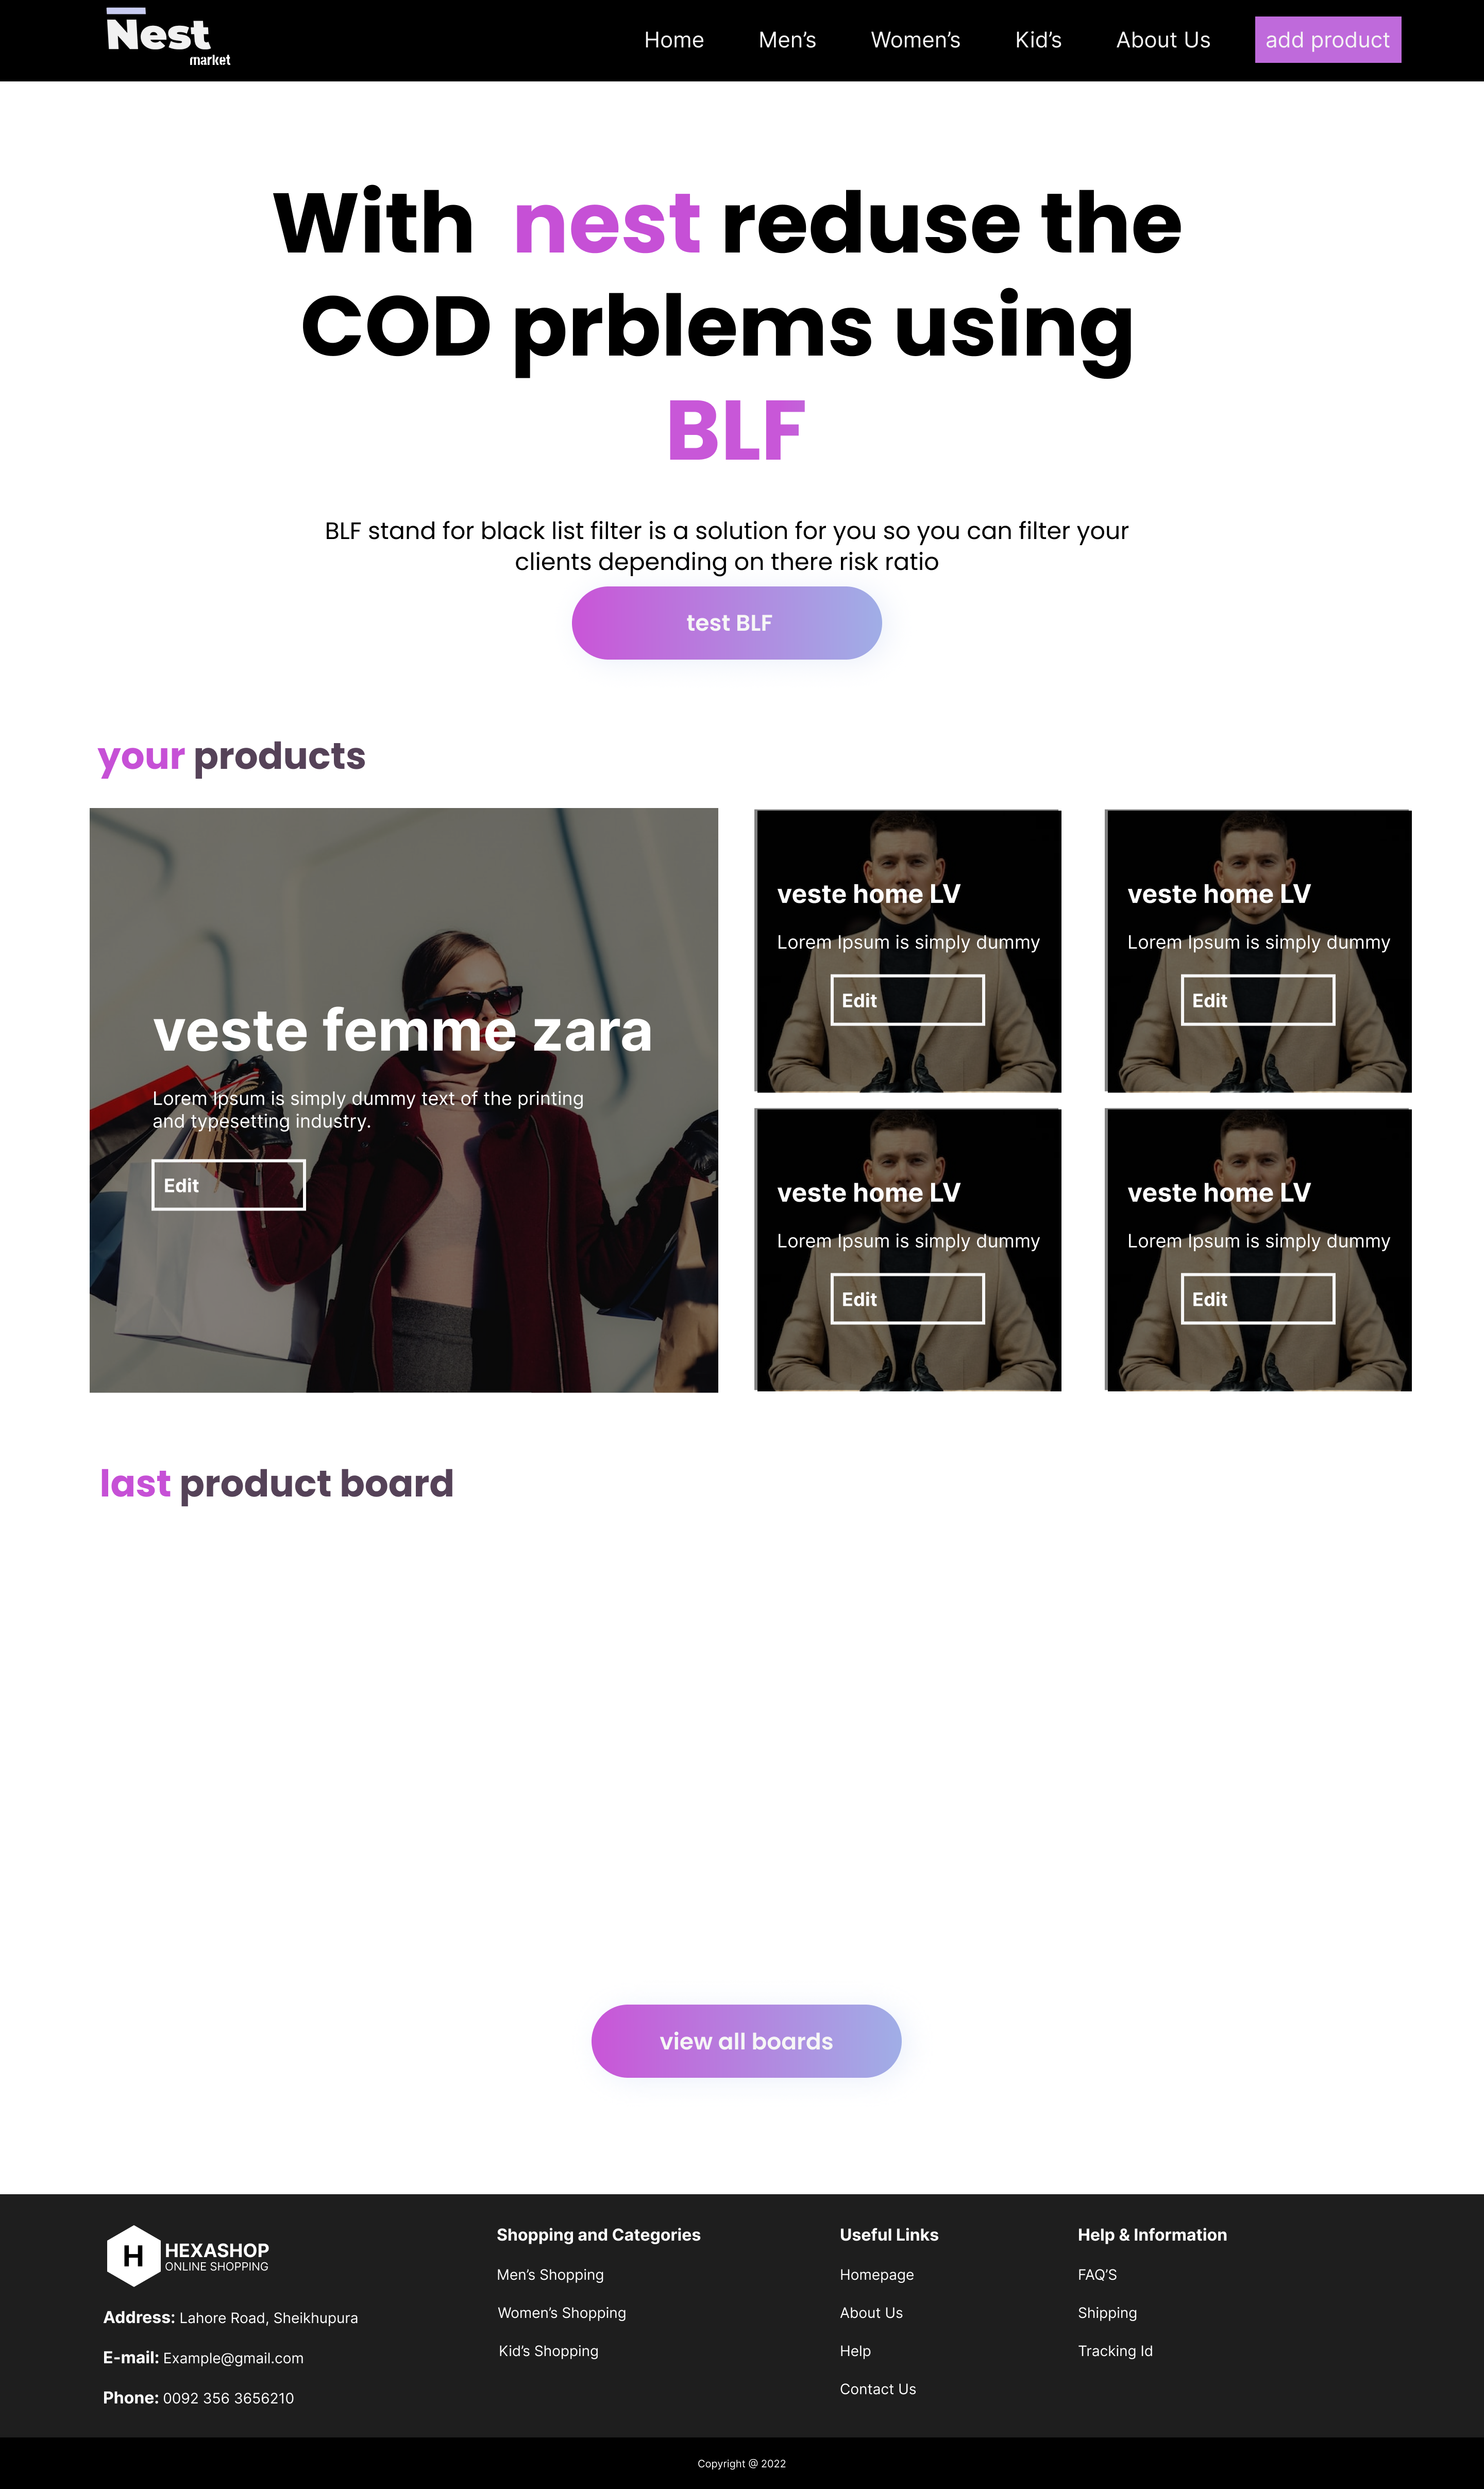 Nest
market
Home Men’s Women’s Kid’s About Us add product
With nest reduse the
COD prblems using
BLF
BLF stand for black list filter is a solution for you so you can filter your
clients depending on there risk ratio
test BLF
your products
veste femme zara
Lorem Ipsum is simply dummy text of the printing
and typesetting industry.
Edit
veste home LV
Lorem Ipsum is simply dummy
Edit
veste home LV
Lorem Ipsum is simply dummy
Edit
veste home LV
Lorem Ipsum is simply dummy
Edit
veste home LV
Lorem Ipsum is simply dummy
Edit
last product board
view all boards
H
HEXASHOP
ONLINE SHOPPING
Address: Lahore Road, Sheikhupura
E-mail: Example@gmail.com
Phone: 0092 356 3656210
Shopping and Categories
Men’s Shopping
Women’s Shopping
Kid’s Shopping
Useful Links
Homepage
About Us
Help
Contact Us
Help & Information
FAQ’S
Shipping
Tracking Id
Copyright @ 2022